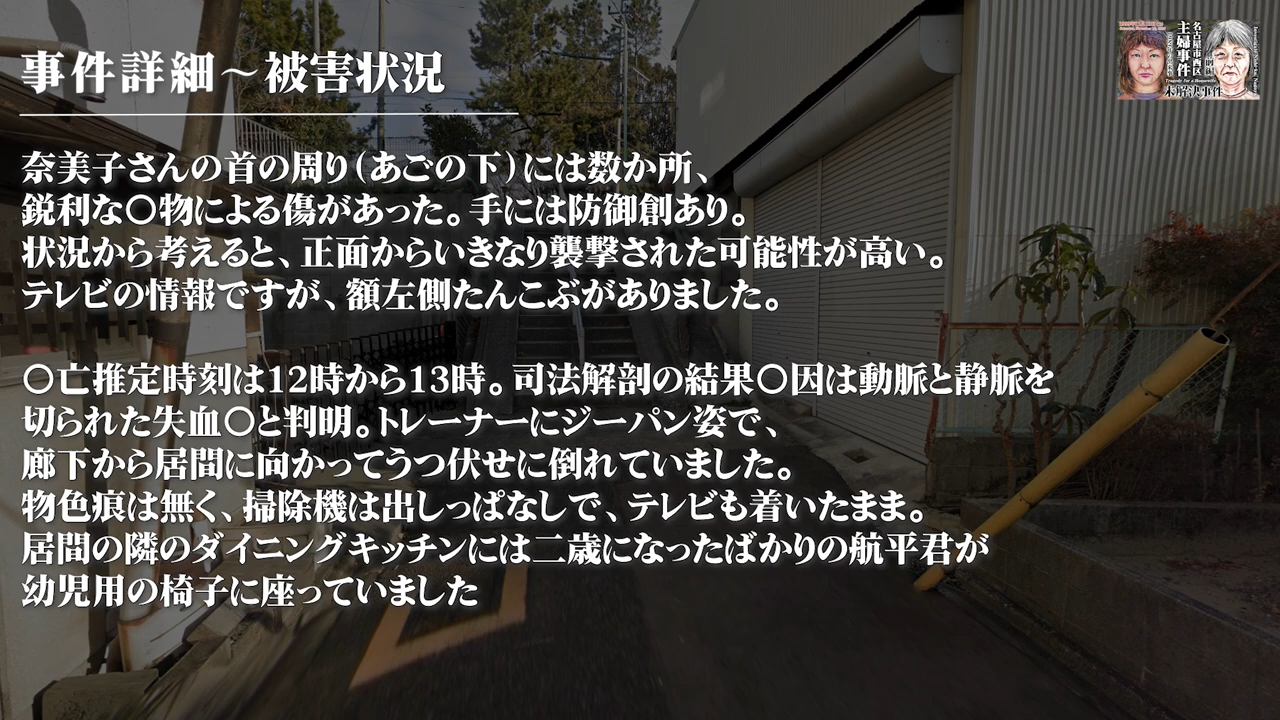 事件詳細～被害状況
名古屋市西区
主婦事件
未解決事件
奈美子さんの首の周り（あごの下）には数か所、
鋭利な〇物による傷があった。手には防御創あり。
状況から考えると、正面からいきなり襲撃された可能性が高い。
テレビの情報ですが、額左側たんこぶがありました。
〇亡推定時刻は12時から13時。司法解剖の結果〇因は動脈と静脈を
切られた失血〇と判明。トレーナーにジーパン姿で、
廊下から居間に向かってうつ伏せに倒れていました。
物色痕は無く、掃除機は出しっぱなしで、テレビも着いたまま。
居間の隣のダイニングキッチンには二歳になったばかりの航平君が
幼児用の椅子に座っていました